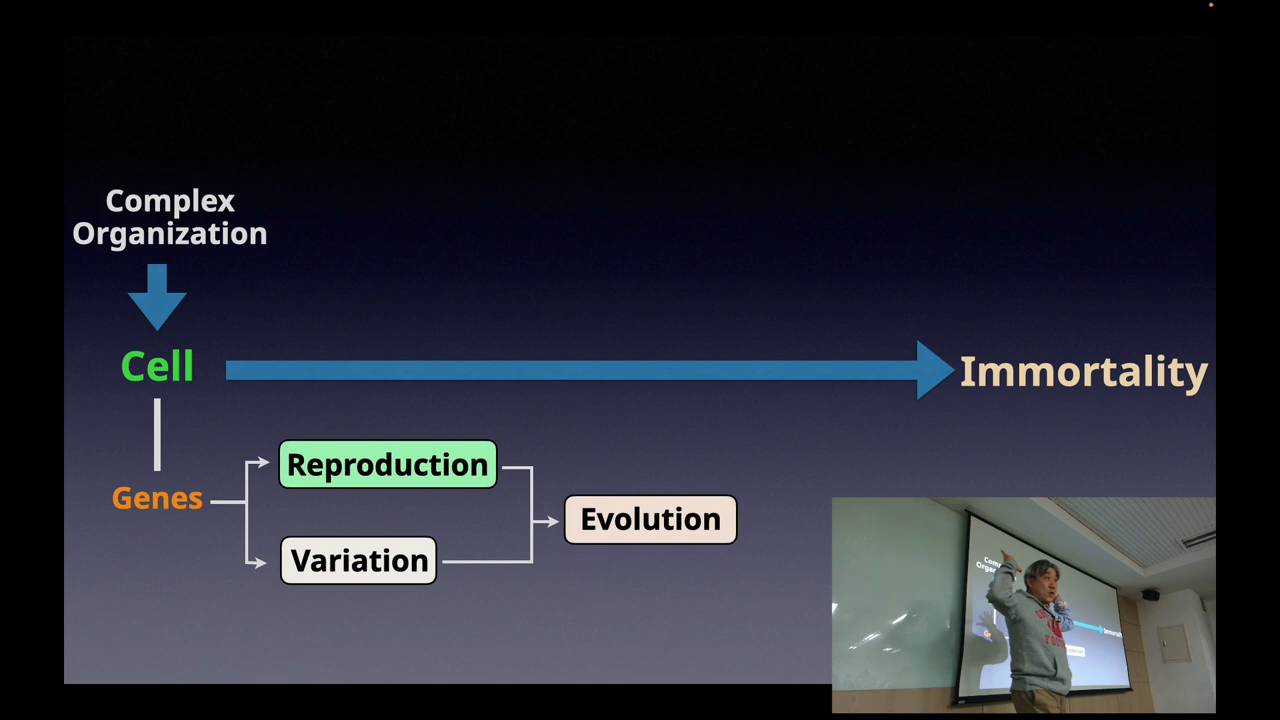 Complex
Organization
Cell
Immortality
Reproduction
Genes
Evolution
Variation